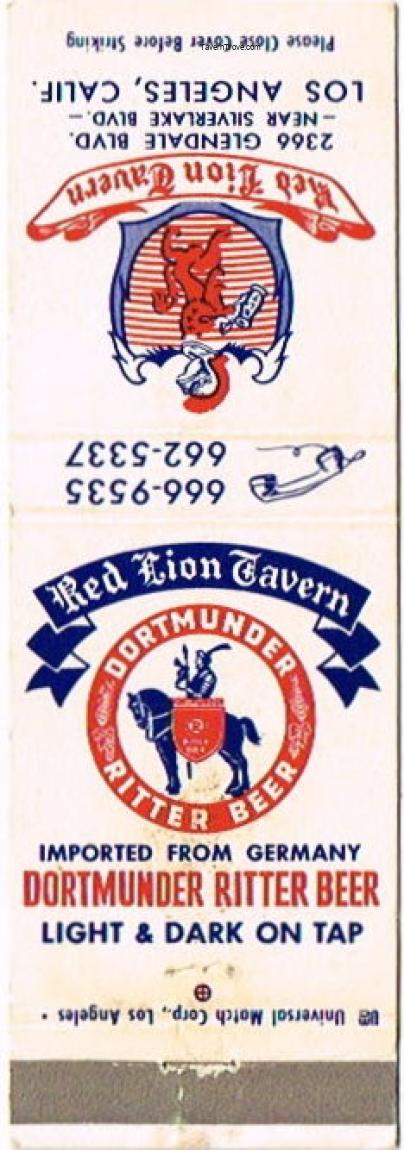 Please Close Cover Before Striking
TavernTrove.com
LOS ANGELES, CALIF.
—NEAR SILVERLAKE BLVD.—
2366 GLENDALE BLVD.
Red Lion Tavern
662-5337
666-9535
Red Lion Tavern
DORTMUNDER
RITTER BEER
IMPORTED FROM GERMANY
DORTMUNDER RITTER BEER
LIGHT & DARK ON TAP
Universal Match Corp., Los Angeles